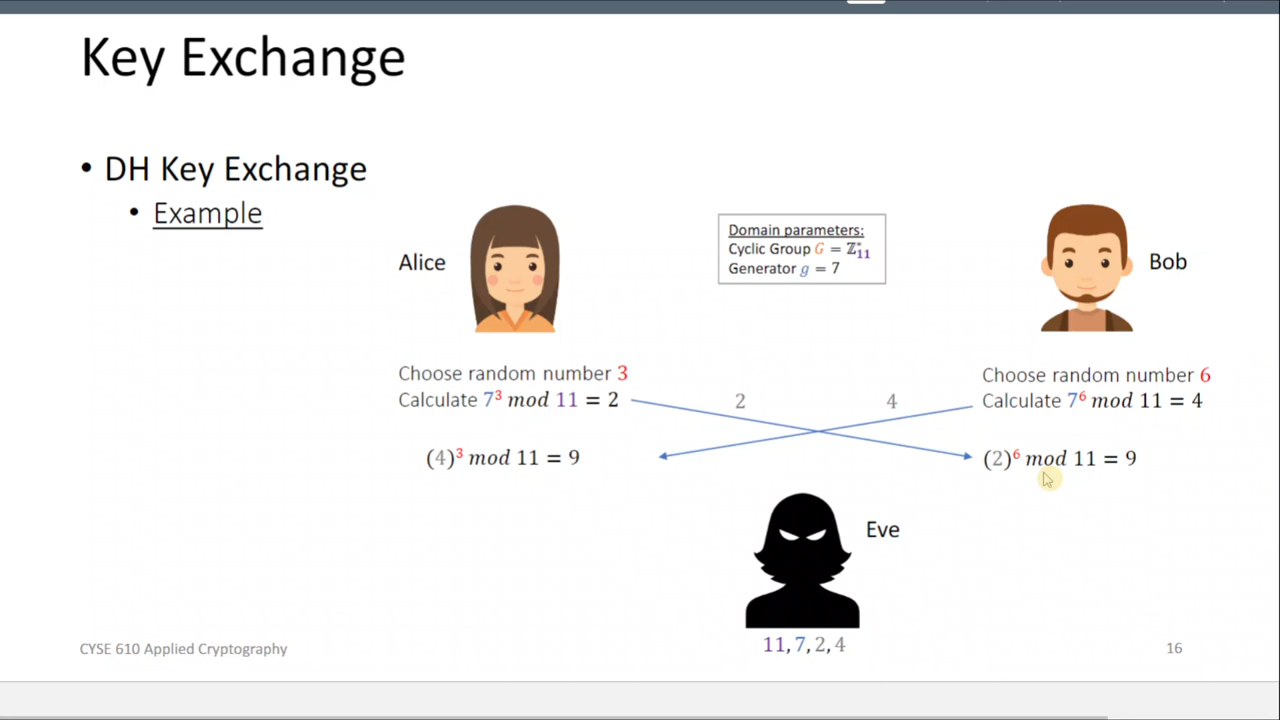 Key Exchange
• DH Key Exchange
• Example
Alice
Domain parameters:
Cyclic Group G = ℤ*₁₁
Generator g = 7
Bob
Choose random number 3
Calculate 7³ mod 11 = 2
2
4
Choose random number 6
Calculate 7⁶ mod 11 = 4
(4)³ mod 11 = 9
(2)⁶ mod 11 = 9
Eve
11, 7, 2, 4
CYSE 610 Applied Cryptography
16